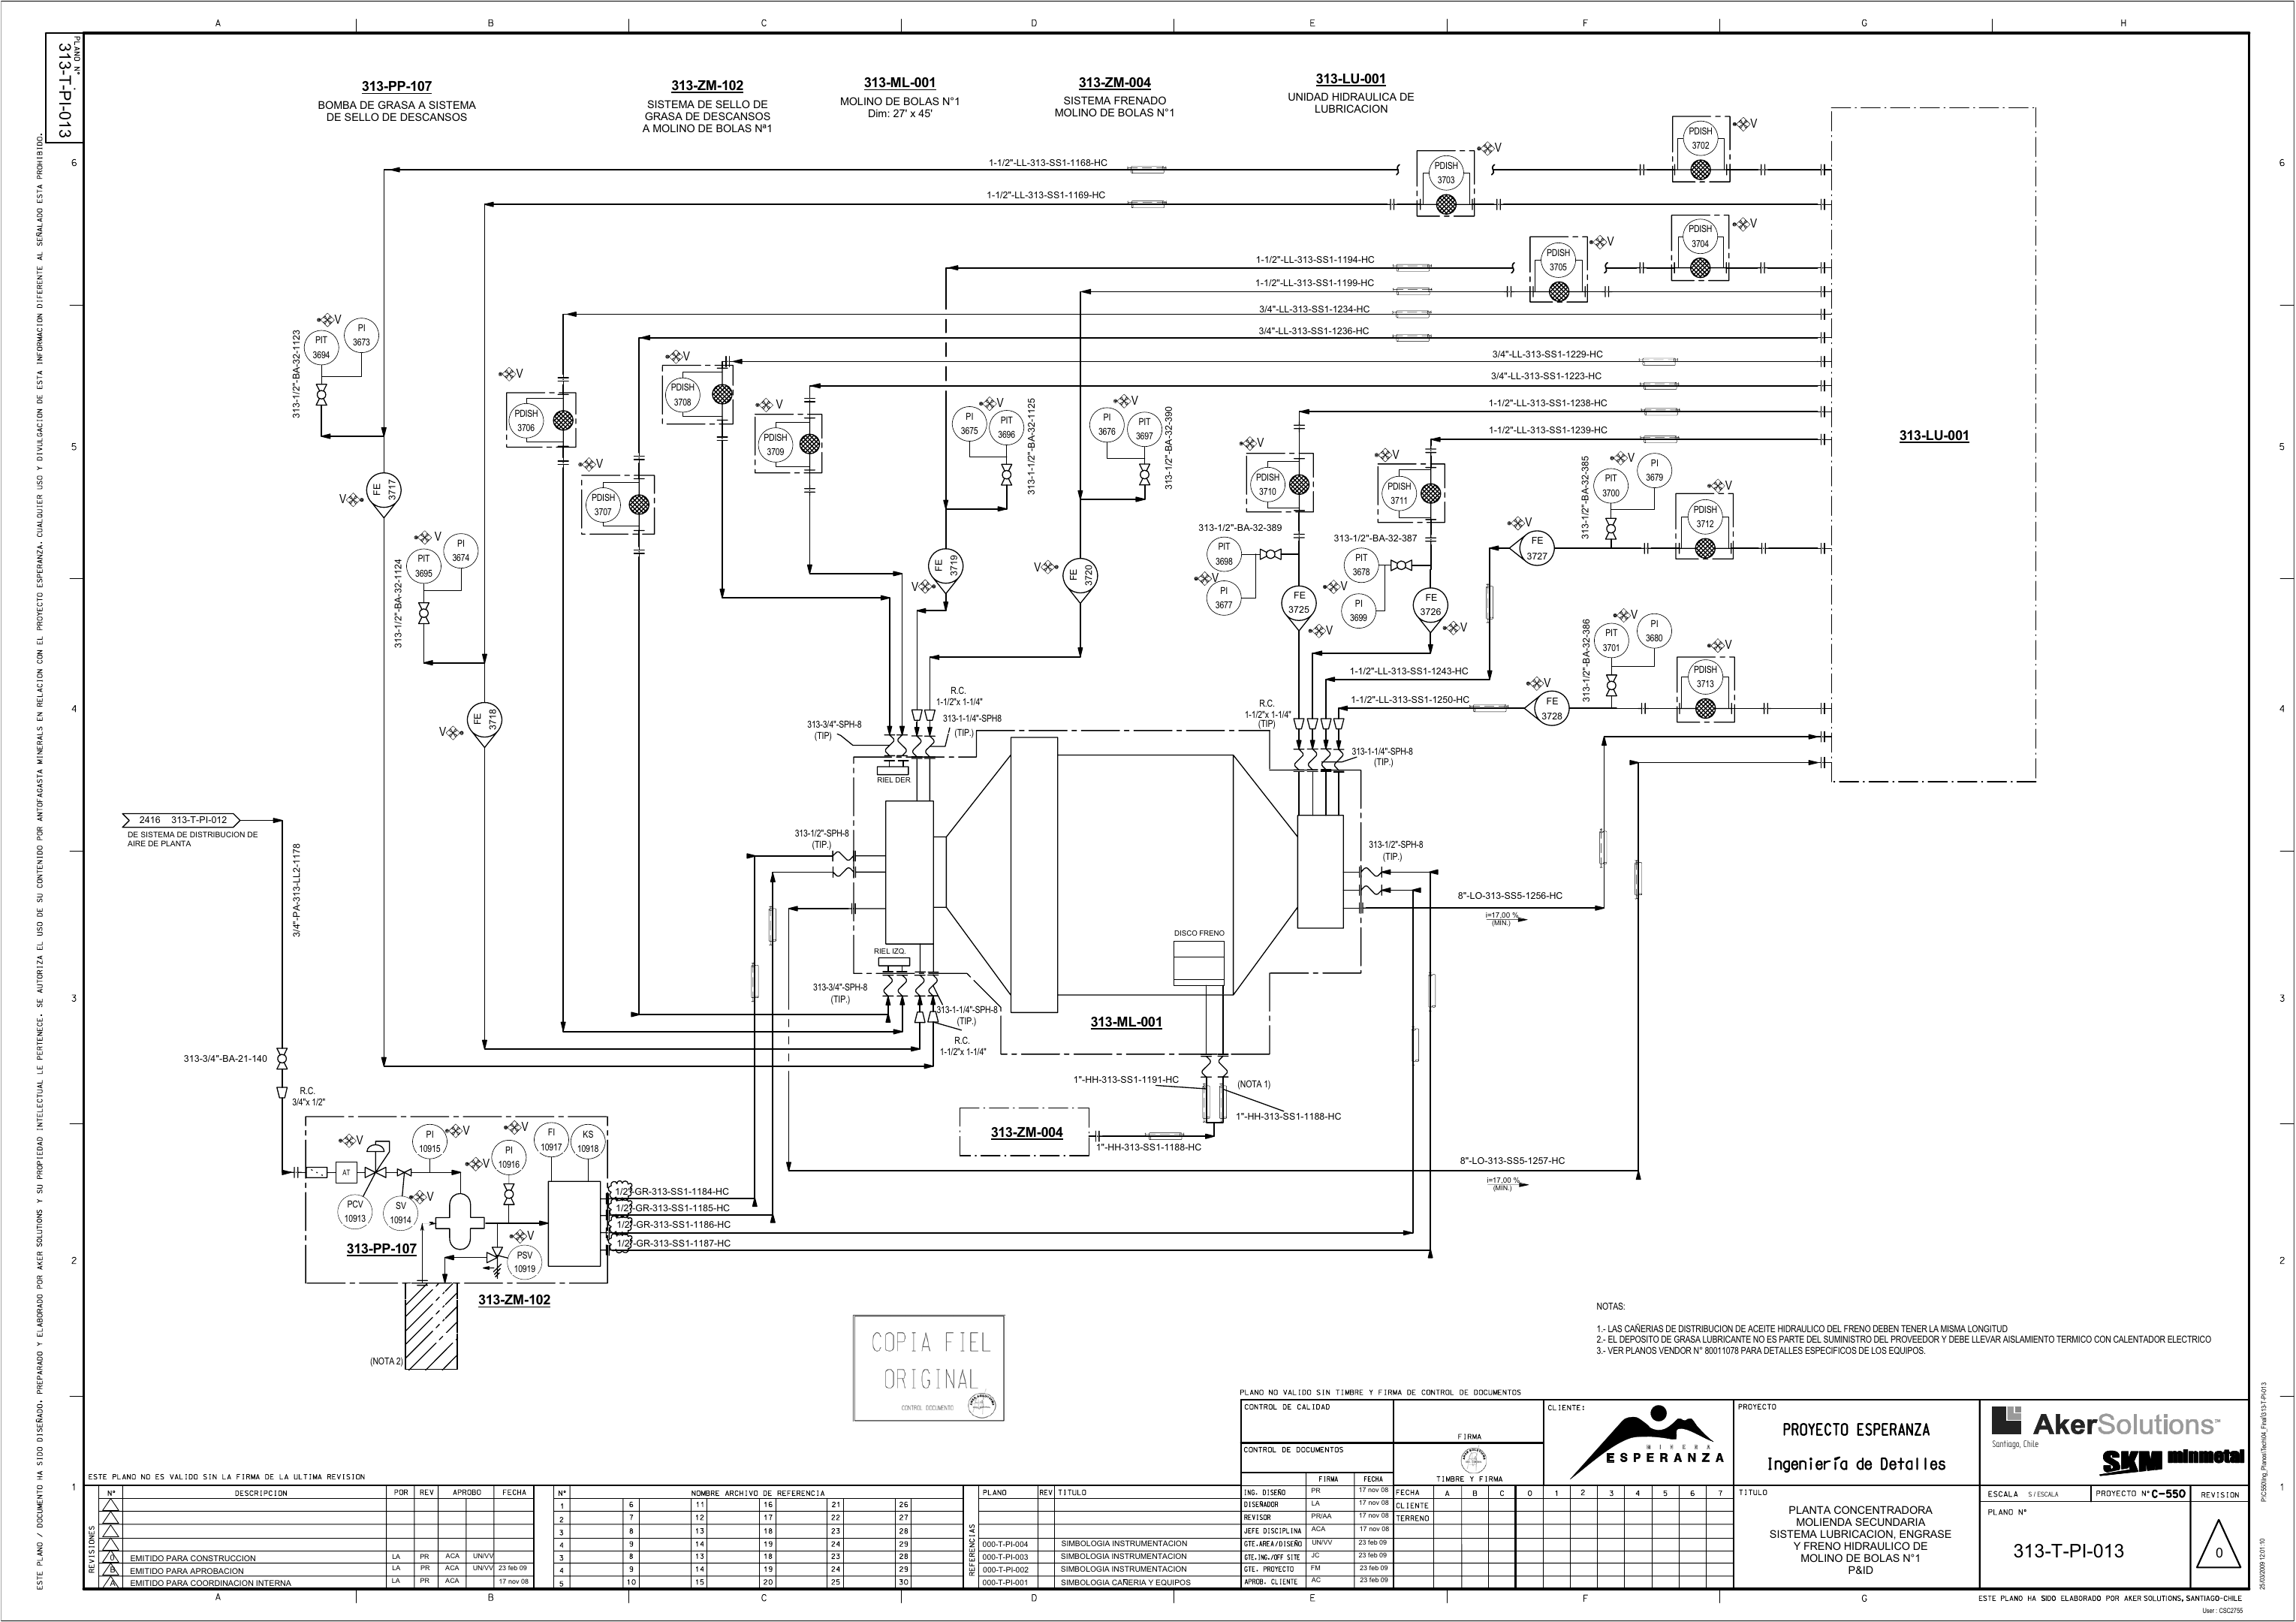 A B C D E F G H
PLANO N°
313-T-PI-013
313-PP-107
BOMBA DE GRASA A SISTEMA
DE SELLO DE DESCANSOS
313-ZM-102
SISTEMA DE SELLO DE
GRASA DE DESCANSOS
A MOLINO DE BOLAS Nª1
313-ML-001
MOLINO DE BOLAS N°1
Dim: 27' x 45'
313-ZM-004
SISTEMA FRENADO
MOLINO DE BOLAS N°1
313-LU-001
UNIDAD HIDRAULICA DE
LUBRICACION
6
5
4
3
2
1
6
5
4
3
2
1
1-1/2"-LL-313-SS1-1168-HC
1-1/2"-LL-313-SS1-1169-HC
1-1/2"-LL-313-SS1-1194-HC
1-1/2"-LL-313-SS1-1199-HC
3/4"-LL-313-SS1-1234-HC
3/4"-LL-313-SS1-1236-HC
3/4"-LL-313-SS1-1229-HC
3/4"-LL-313-SS1-1223-HC
1-1/2"-LL-313-SS1-1238-HC
1-1/2"-LL-313-SS1-1239-HC
PDISH
3702
V
PDISH
3703
V
PDISH
3704
V
PDISH
3705
V
313-LU-001
313-1/2"-BA-32-1123
PIT
3694
V
PI
3673
PDISH
3706
V
PDISH
3707
V
PDISH
3708
V
PDISH
3709
V
PI
3675
V
PIT
3696
313-1-1/2"-BA-32-1125
PI
3676
V
PIT
3697
313-1/2"-BA-32-390
PDISH
3710
V
PDISH
3711
V
313-1/2"-BA-32-385
PIT
3700
V
PI
3679
PDISH
3712
V
FE
3717
V
313-1/2"-BA-32-1124
PIT
3695
V
PI
3674
FE
3718
V
FE
3719
V
FE
3720
V
313-1/2"-BA-32-389
PIT
3698
V
PI
3677
313-1/2"-BA-32-387
PIT
3678
V
PI
3699
FE
3725
V
FE
3726
V
FE
3727
V
313-1/2"-BA-32-386
PIT
3701
V
PI
3680
PDISH
3713
V
FE
3728
V
1-1/2"-LL-313-SS1-1243-HC
1-1/2"-LL-313-SS1-1250-HC
R.C.
1-1/2"x 1-1/4"
313-3/4"-SPH-8
(TIP)
313-1-1/4"-SPH8
(TIP.)
RIEL DER
R.C.
1-1/2"x 1-1/4"
(TIP)
313-1-1/4"-SPH-8
(TIP.)
2416 313-T-PI-012
DE SISTEMA DE DISTRIBUCION DE
AIRE DE PLANTA
3/4"-PA-313-LL2-1178
313-1/2"-SPH-8
(TIP.)
313-1/2"-SPH-8
(TIP.)
8"-LO-313-SS5-1256-HC
i=17,00 %
(MIN.)
DISCO FRENO
RIEL IZQ.
313-3/4"-SPH-8
(TIP.)
313-1-1/4"-SPH-8
(TIP.)
R.C.
1-1/2"x 1-1/4"
313-ML-001
313-3/4"-BA-21-140
R.C.
3/4"x 1/2"
1"-HH-313-SS1-1191-HC
(NOTA 1)
1"-HH-313-SS1-1188-HC
313-ZM-004
1"-HH-313-SS1-1188-HC
8"-LO-313-SS5-1257-HC
i=17,00 %
(MIN.)
AT
V
PI
10915
V
PI
10916
V
V
FI
10917
KS
10918
PCV
10913
SV
10914
V
V
PSV
10919
313-PP-107
313-ZM-102
(NOTA 2)
1/2"-GR-313-SS1-1184-HC
1/2"-GR-313-SS1-1185-HC
1/2"-GR-313-SS1-1186-HC
1/2"-GR-313-SS1-1187-HC
COPIA FIEL
ORIGINAL
CONTROL DOCUMENTO
NOTAS:
1.- LAS CAÑERIAS DE DISTRIBUCION DE ACEITE HIDRAULICO DEL FRENO DEBEN TENER LA MISMA LONGITUD
2.- EL DEPOSITO DE GRASA LUBRICANTE NO ES PARTE DEL SUMINISTRO DEL PROVEEDOR Y DEBE LLEVAR AISLAMIENTO TERMICO CON CALENTADOR ELECTRICO
3.- VER PLANOS VENDOR N° 80011078 PARA DETALLES ESPECIFICOS DE LOS EQUIPOS.
ESTE PLANO / DOCUMENTO HA SIDO DISEÑADO, PREPARADO Y ELABORADO POR AKER SOLUTIONS Y SU PROPIEDAD INTELECTUAL LE PERTENECE. SE AUTORIZA EL USO DE SU CONTENIDO POR ANTOFAGASTA MINERALS EN RELACION CON EL PROYECTO ESPERANZA. CUALQUIER USO Y DIVULGACION DE ESTA INFORMACION DIFERENTE AL SEÑALADO ESTA PROHIBIDO.
PLANO NO VALIDO SIN TIMBRE Y FIRMA DE CONTROL DE DOCUMENTOS
ESTE PLANO NO ES VALIDO SIN LA FIRMA DE LA ULTIMA REVISION
REVISIONES
N° DESCRIPCION POR REV APROBO FECHA
0 EMITIDO PARA CONSTRUCCION LA PR ACA UN/VV
B EMITIDO PARA APROBACION LA PR ACA UN/VV 23 feb 09
A EMITIDO PARA COORDINACION INTERNA LA PR ACA 17 nov 08
N° NOMBRE ARCHIVO DE REFERENCIA
1 6 11 16 21 26
2 7 12 17 22 27
3 8 13 18 23 28
4 9 14 19 24 29
3 8 13 18 23 28
4 9 14 19 24 29
5 10 15 20 25 30
REFERENCIAS
PLANO REV TITULO
000-T-PI-004 SIMBOLOGIA INSTRUMENTACION
000-T-PI-003 SIMBOLOGIA INSTRUMENTACION
000-T-PI-002 SIMBOLOGIA INSTRUMENTACION
000-T-PI-001 SIMBOLOGIA CAÑERIA Y EQUIPOS
CONTROL DE CALIDAD
FIRMA
CONTROL DE DOCUMENTOS
TIMBRE Y FIRMA
FIRMA FECHA
ING. DISEÑO PR 17 nov 08
DISEÑADOR LA 17 nov 08
REVISOR PR/AA 17 nov 08
JEFE DISCIPLINA ACA 17 nov 08
GTE.AREA/DISEÑO UN/VV 23 feb 09
GTE.ING./OFF SITE JC 23 feb 09
GTE. PROYECTO FM 23 feb 09
APROB. CLIENTE AC 23 feb 09
FECHA A B C 0 1 2 3 4 5 6 7
CLIENTE
TERRENO
CLIENTE:
MINERA
ESPERANZA
PROYECTO
PROYECTO ESPERANZA
Ingeniería de Detalles
TITULO
PLANTA CONCENTRADORA
MOLIENDA SECUNDARIA
SISTEMA LUBRICACION, ENGRASE
Y FRENO HIDRAULICO DE
MOLINO DE BOLAS N°1
P&ID
AkerSolutions™
Santiago, Chile
SKM minmetal
ESCALA S / ESCALA
PROYECTO N° C-550
REVISION
PLANO N°
313-T-PI-013
0
ESTE PLANO HA SIDO ELABORADO POR AKER SOLUTIONS, SANTIAGO-CHILE
User : CSC2755
25/03/2009 12:01:10
A B C D E F G